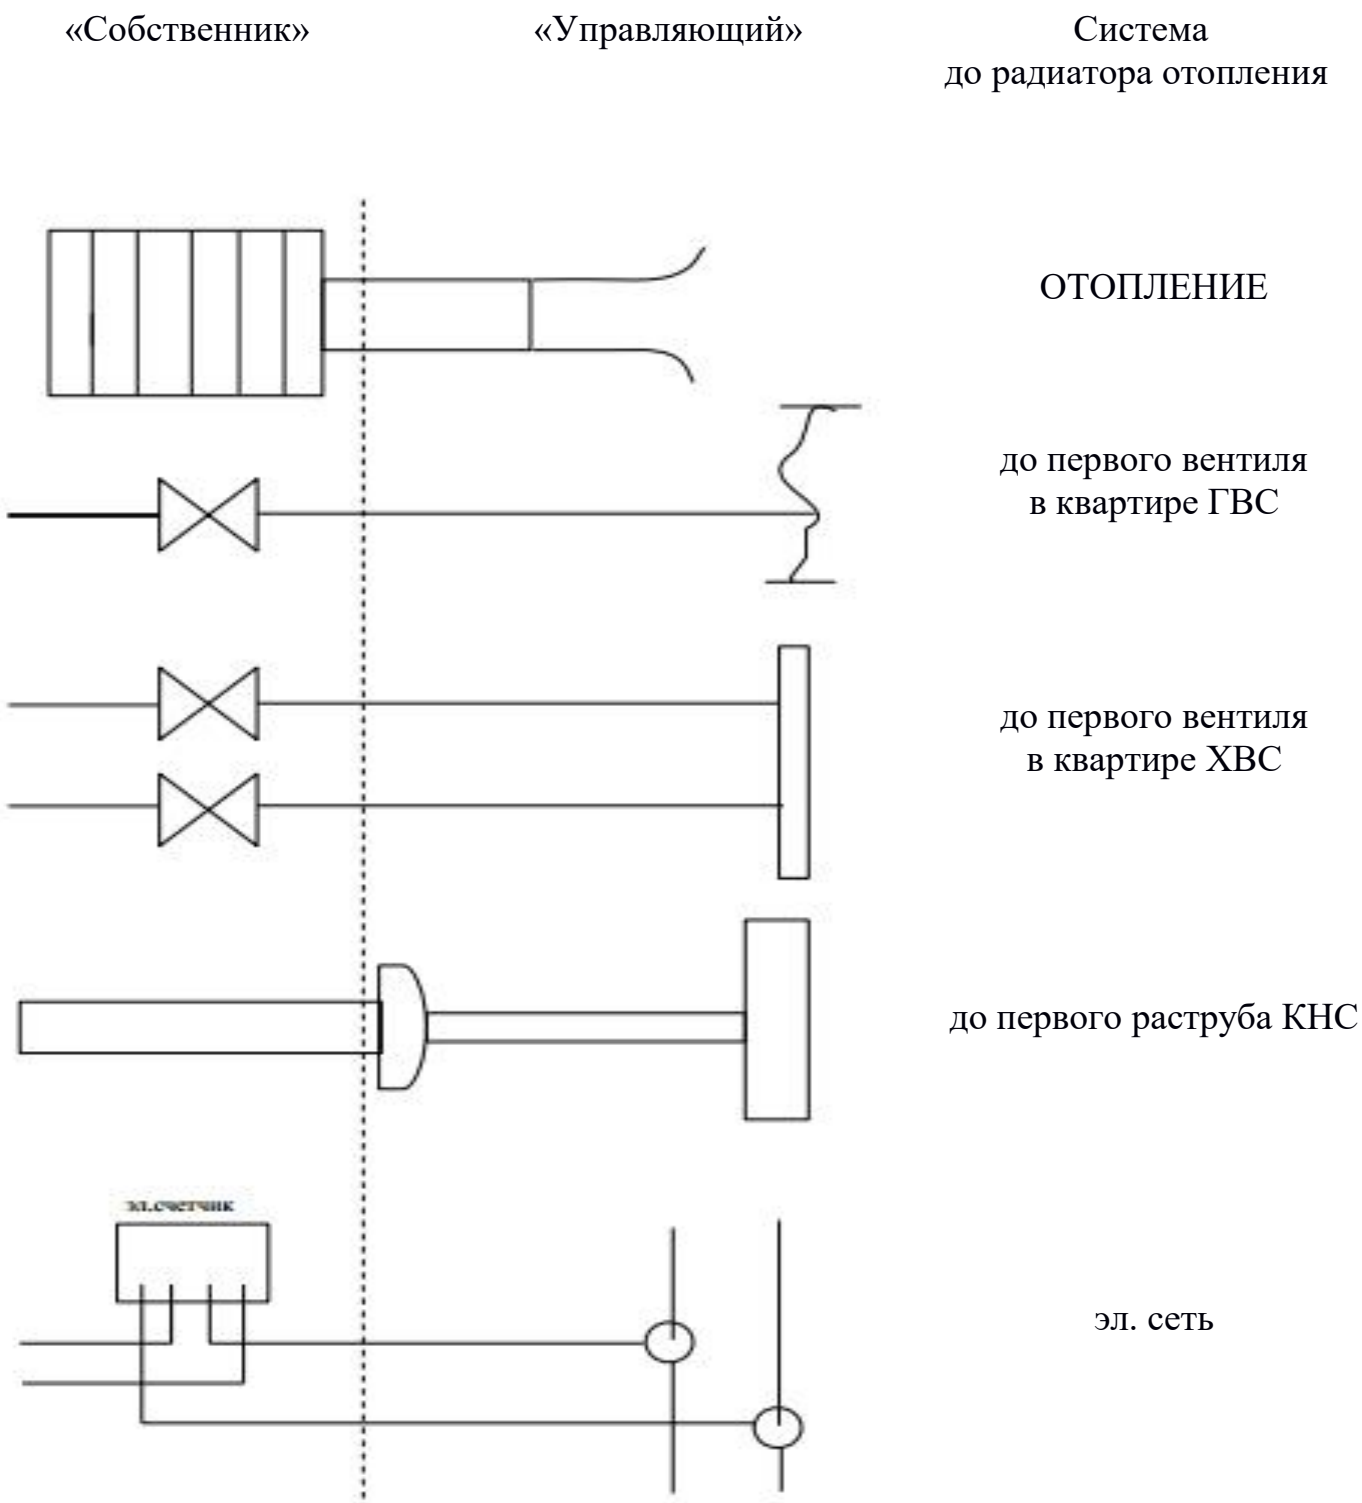 «Собственник» «Управляющий» Система
до радиатора отопления
ОТОПЛЕНИЕ
до первого вентиля
в квартире ГВС
до первого вентиля
в квартире ХВС
до первого раструба КНС
эл.счетчик
эл. сеть